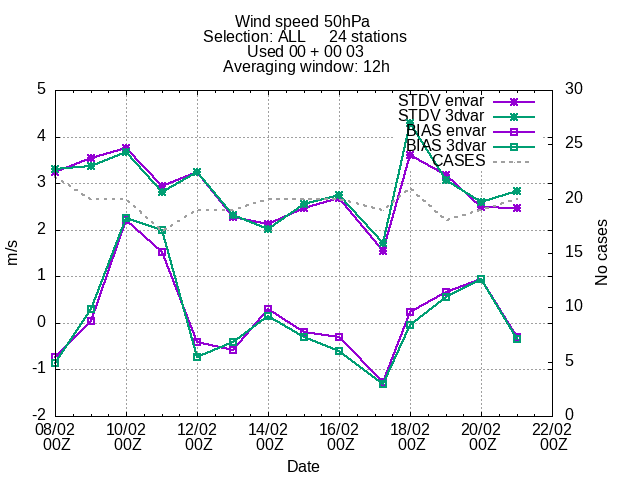 Wind speed 50hPa
Selection: ALL 24 stations
Used 00 + 00 03
Averaging window: 12h
STDV envar
STDV 3dvar
BIAS envar
BIAS 3dvar
CASES
5
4
3
2
1
0
-1
-2
m/s
30
25
20
15
10
5
0
No cases
08/02 10/02 12/02 14/02 16/02 18/02 20/02 22/02
00Z 00Z 00Z 00Z 00Z 00Z 00Z 00Z
Date